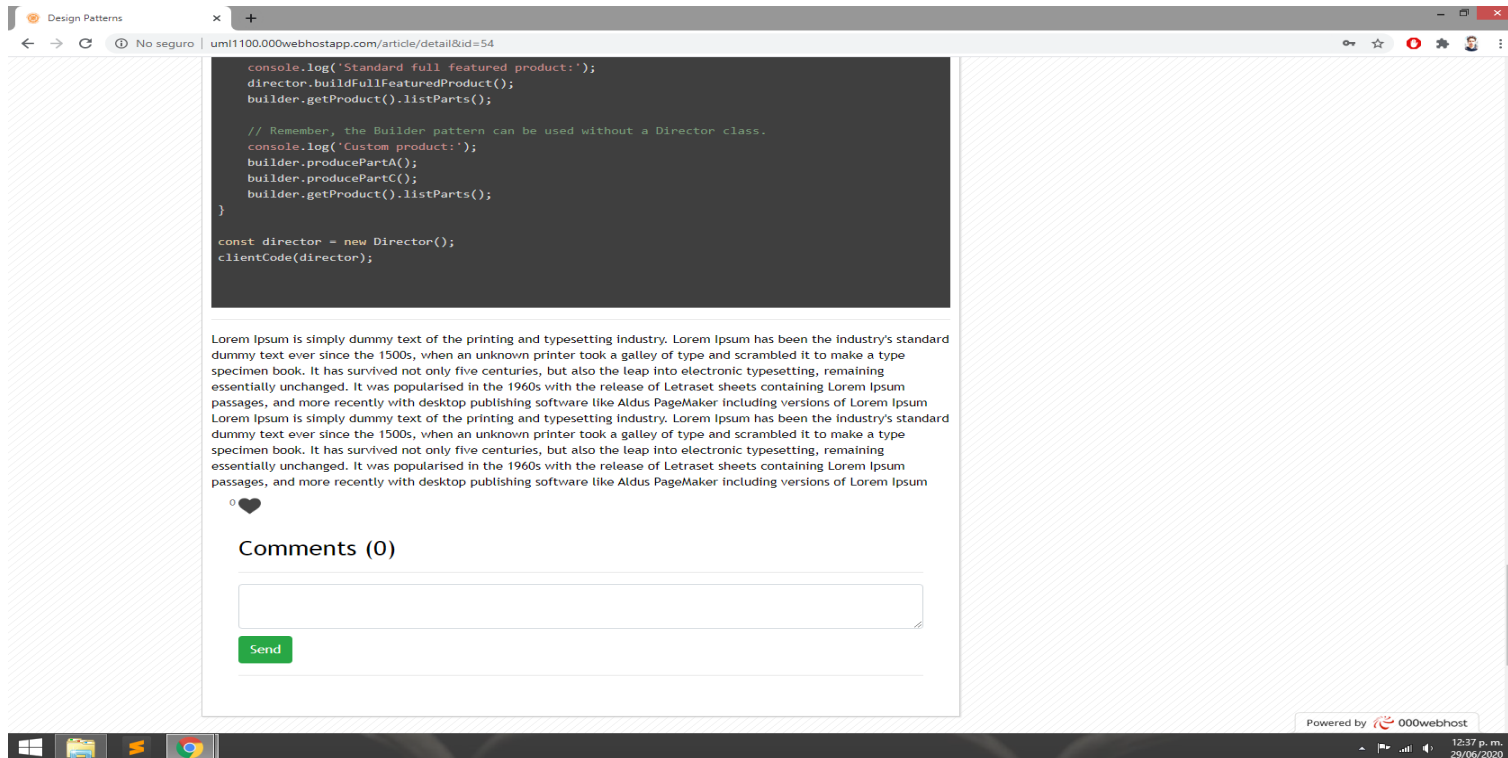 Design Patterns
No seguro | uml1100.000webhostapp.com/article/detail&id=54
console.log('Standard full featured product:');
director.buildFullFeaturedProduct();
builder.getProduct().listParts();
// Remember, the Builder pattern can be used without a Director class.
console.log('Custom product:');
builder.producePartA();
builder.producePartC();
builder.getProduct().listParts();
}
const director = new Director();
clientCode(director);
Lorem Ipsum is simply dummy text of the printing and typesetting industry. Lorem Ipsum has been the industry's standard
dummy text ever since the 1500s, when an unknown printer took a galley of type and scrambled it to make a type
specimen book. It has survived not only five centuries, but also the leap into electronic typesetting, remaining
essentially unchanged. It was popularised in the 1960s with the release of Letraset sheets containing Lorem Ipsum
passages, and more recently with desktop publishing software like Aldus PageMaker including versions of Lorem Ipsum
Lorem Ipsum is simply dummy text of the printing and typesetting industry. Lorem Ipsum has been the industry's standard
dummy text ever since the 1500s, when an unknown printer took a galley of type and scrambled it to make a type
specimen book. It has survived not only five centuries, but also the leap into electronic typesetting, remaining
essentially unchanged. It was popularised in the 1960s with the release of Letraset sheets containing Lorem Ipsum
passages, and more recently with desktop publishing software like Aldus PageMaker including versions of Lorem Ipsum
0
Comments (0)
Send
Powered by 000webhost
12:37 p. m.
29/06/2020